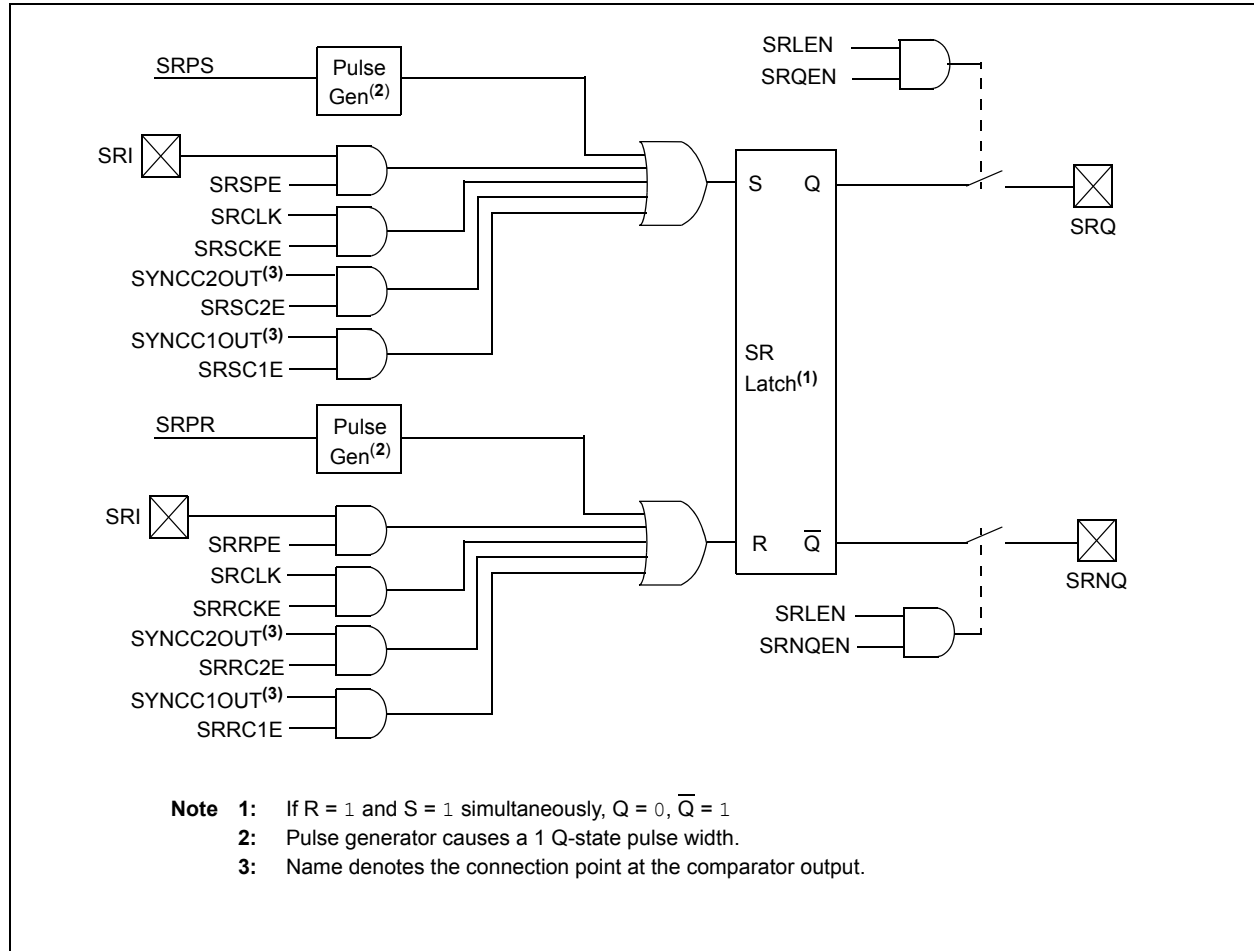 SRPS
Pulse
Gen(2)
SRI
SRSPE
SRCLK
SRSCKE
SYNCC2OUT(3)
SRSC2E
SYNCC1OUT(3)
SRSC1E
SRPR
Pulse
Gen(2)
SRI
SRRPE
SRCLK
SRRCKE
SYNCC2OUT(3)
SRRC2E
SYNCC1OUT(3)
SRRC1E
S Q
SR
Latch(1)
R Q̅
SRLEN
SRQEN
SRQ
SRNQ
SRLEN
SRNQEN
Note 1: If R = 1 and S = 1 simultaneously, Q = 0, Q̅ = 1
2: Pulse generator causes a 1 Q-state pulse width.
3: Name denotes the connection point at the comparator output.